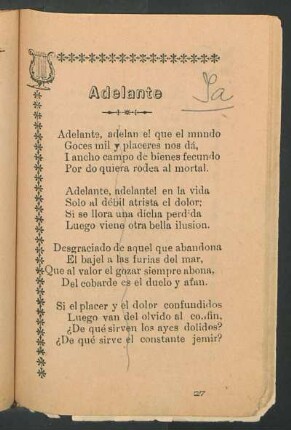 Adelante
Ja
Adelante, adelan e! que el mundo
Goces mil y placeres nos dá,
I ancho campo de bienes fecundo
Por do quiera rodea al mortal.
Adelante, adelante! en la vida
Solo al débil atrista el dolor;
Si se llora una dicha perdida
Luego viene otra bella ilusion.
Desgraciado de aquel que abandona
El bajel a las furias del mar,
Que al valor el gozar siempre abona,
Del cobarde es el duelo y afan.
Si el placer y el dolor confundidos
Luego van del olvido al confin,
¿De qué sirven los ayes dolidos?
¿De qué sirve el constante jemir?
27